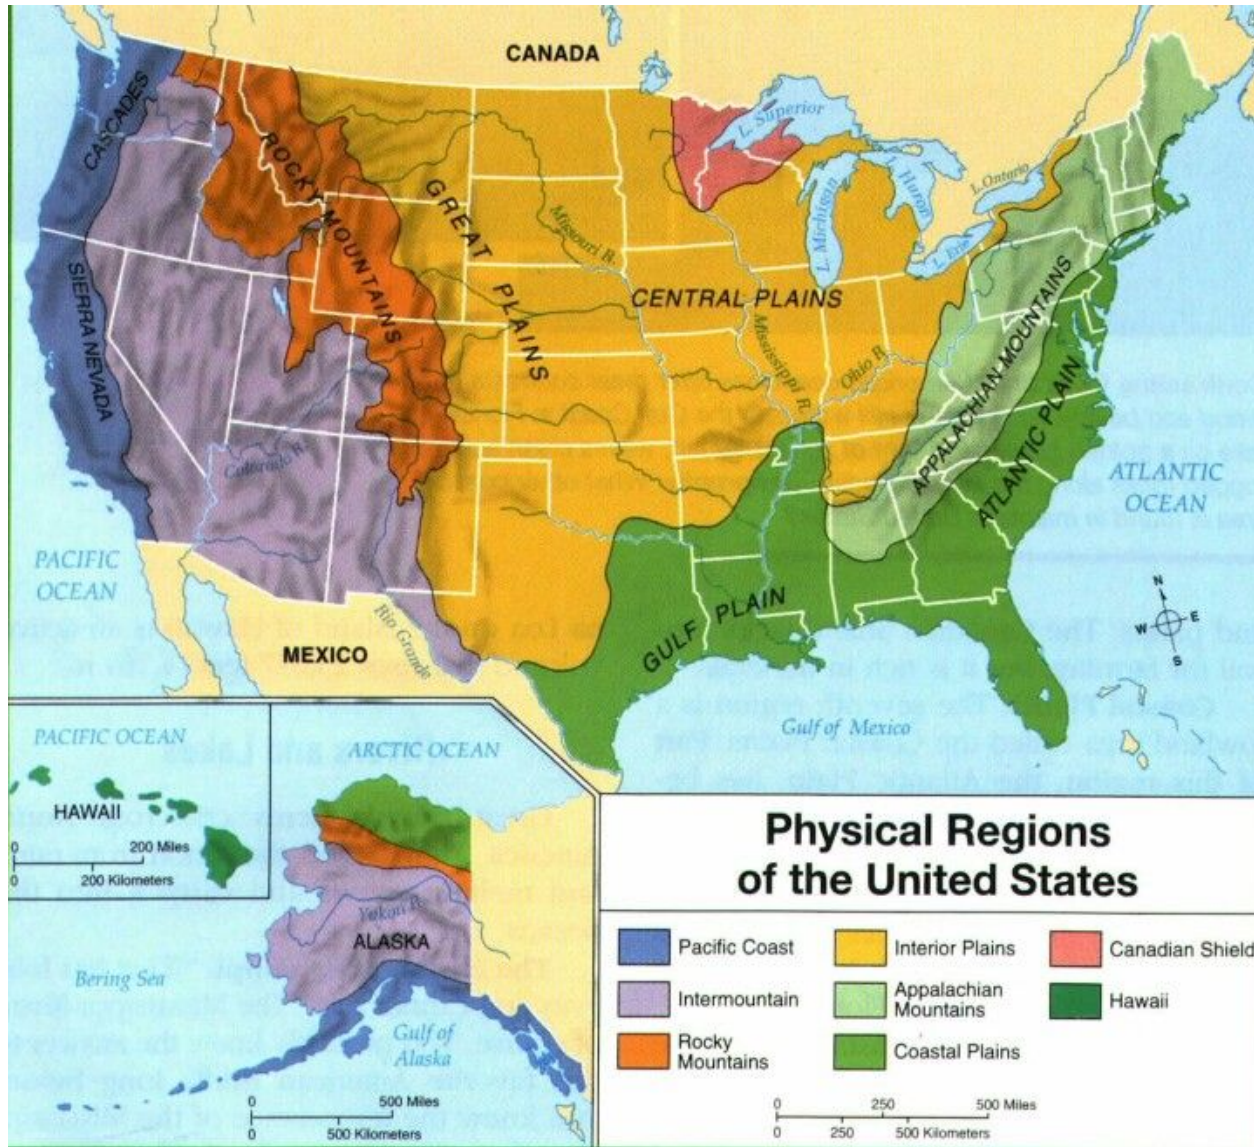 CANADA
CASCADES
ROCKY MOUNTAINS
GREAT PLAINS
L. Superior
L. Michigan
L. Huron
L. Ontario
L. Erie
Missouri R.
SIERRA NEVADA
CENTRAL PLAINS
Mississippi R.
Ohio R.
APPALACHIAN MOUNTAINS
ATLANTIC PLAIN
Colorado R.
ATLANTIC
OCEAN
PACIFIC
OCEAN
Rio Grande
MEXICO
GULF PLAIN
N
W
E
S
Gulf of Mexico
PACIFIC OCEAN
HAWAII
0 200 Miles
0 200 Kilometers
ARCTIC OCEAN
Yukon R.
ALASKA
Bering Sea
Gulf of
Alaska
0 500 Miles
0 500 Kilometers
Physical Regions
of the United States
Pacific Coast
Interior Plains
Canadian Shield
Intermountain
Appalachian
Mountains
Hawaii
Rocky
Mountains
Coastal Plains
0 250 500 Miles
0 250 500 Kilometers